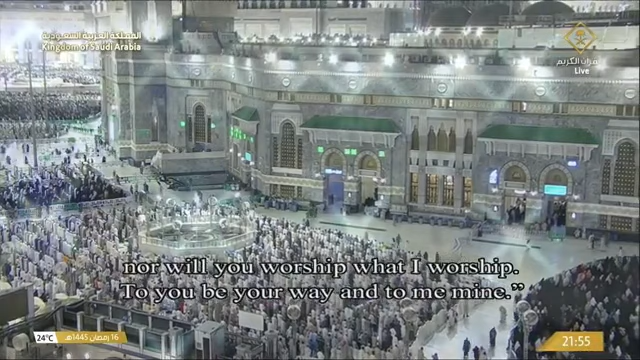 المملكة العربية السعودية
Kingdom of Saudi Arabia
القرآن الكريم
Live
nor will you worship what I worship.
To you be your way and to me mine.”
24°C
16 رمضان 1445هـ
21:55